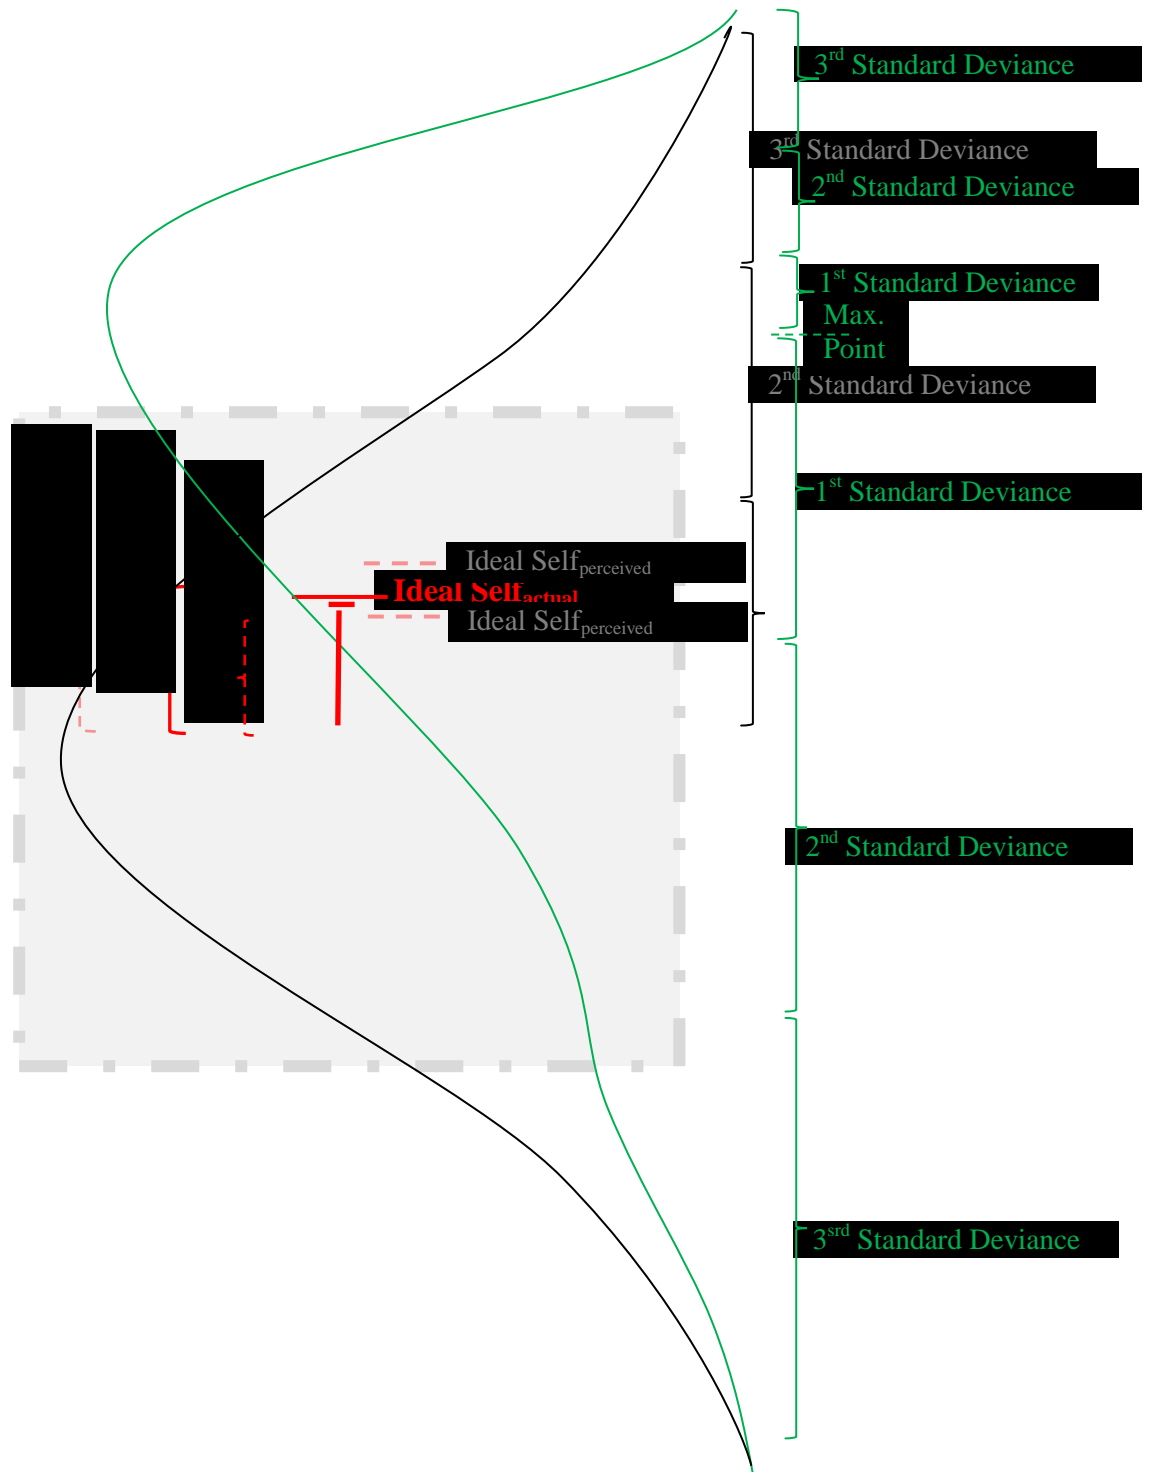 3rd Standard Deviance
3rd Standard Deviance
2nd Standard Deviance
1st Standard Deviance
Max.
Point
2nd Standard Deviance
1st Standard Deviance
Ideal Selfperceived
Ideal Selfactual
Ideal Selfperceived
2nd Standard Deviance
3srd Standard Deviance